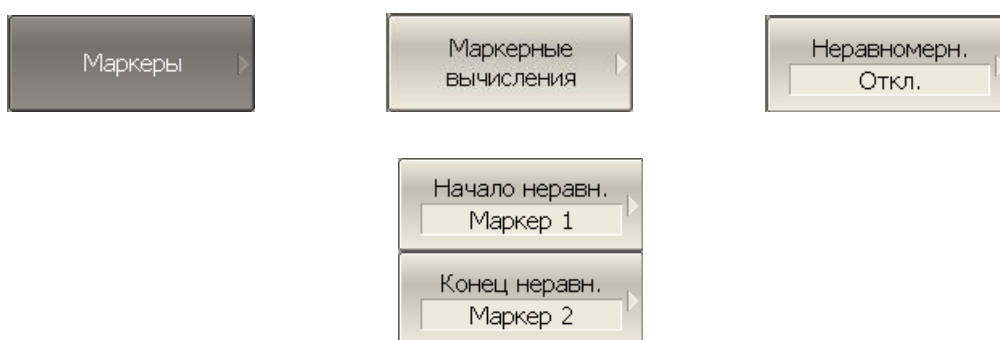 Маркеры
Маркерные
вычисления
Неравномерн.
Откл.
Начало неравн.
Маркер 1
Конец неравн.
Маркер 2